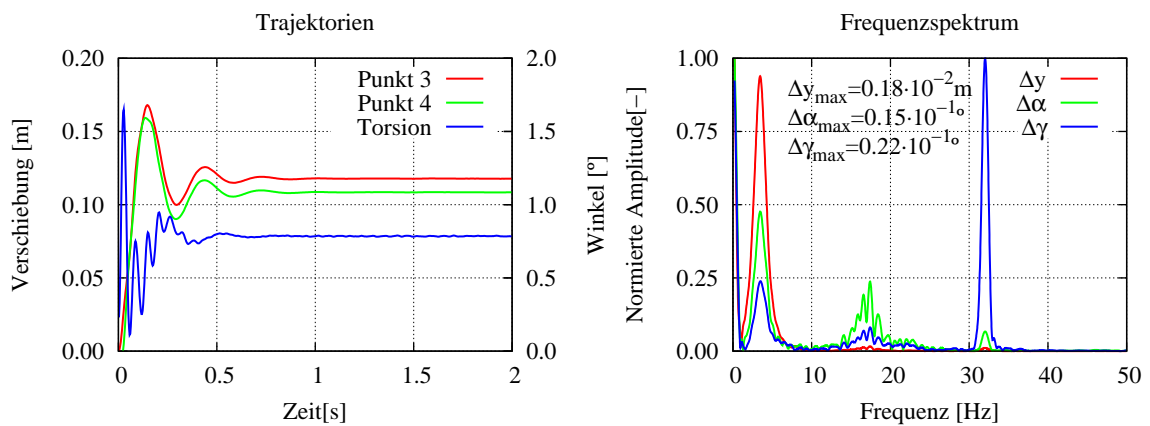 Trajektorien
Verschiebung [m]
0.20
0.15
0.10
0.05
0.00
Punkt 3
Punkt 4
Torsion
2.0
1.5
1.0
0.5
0.0
Winkel [º]
0 0.5 1 1.5 2
Zeit[s]
Frequenzspektrum
Normierte Amplitude[−]
1.00
0.75
0.50
0.25
0.00
Δy_max=0.18·10^-2 m
Δα_max=0.15·10^-1º
Δγ_max=0.22·10^-1º
Δy
Δα
Δγ
0 10 20 30 40 50
Frequenz [Hz]